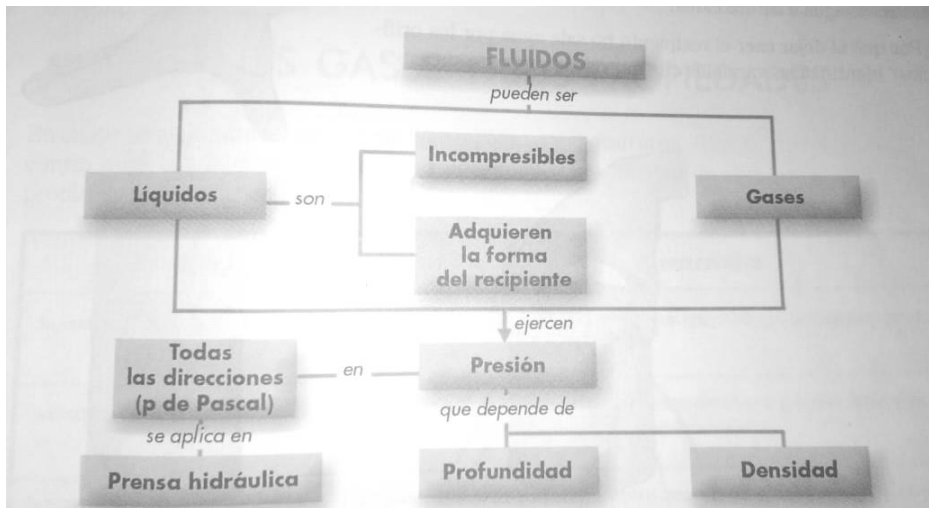 FLUIDOS
pueden ser
Líquidos
son
Incompresibles
Adquieren
la forma
del recipiente
Gases
ejercen
Presión
en
Todas
las direcciones
(p de Pascal)
se aplica en
Prensa hidráulica
que depende de
Profundidad
Densidad